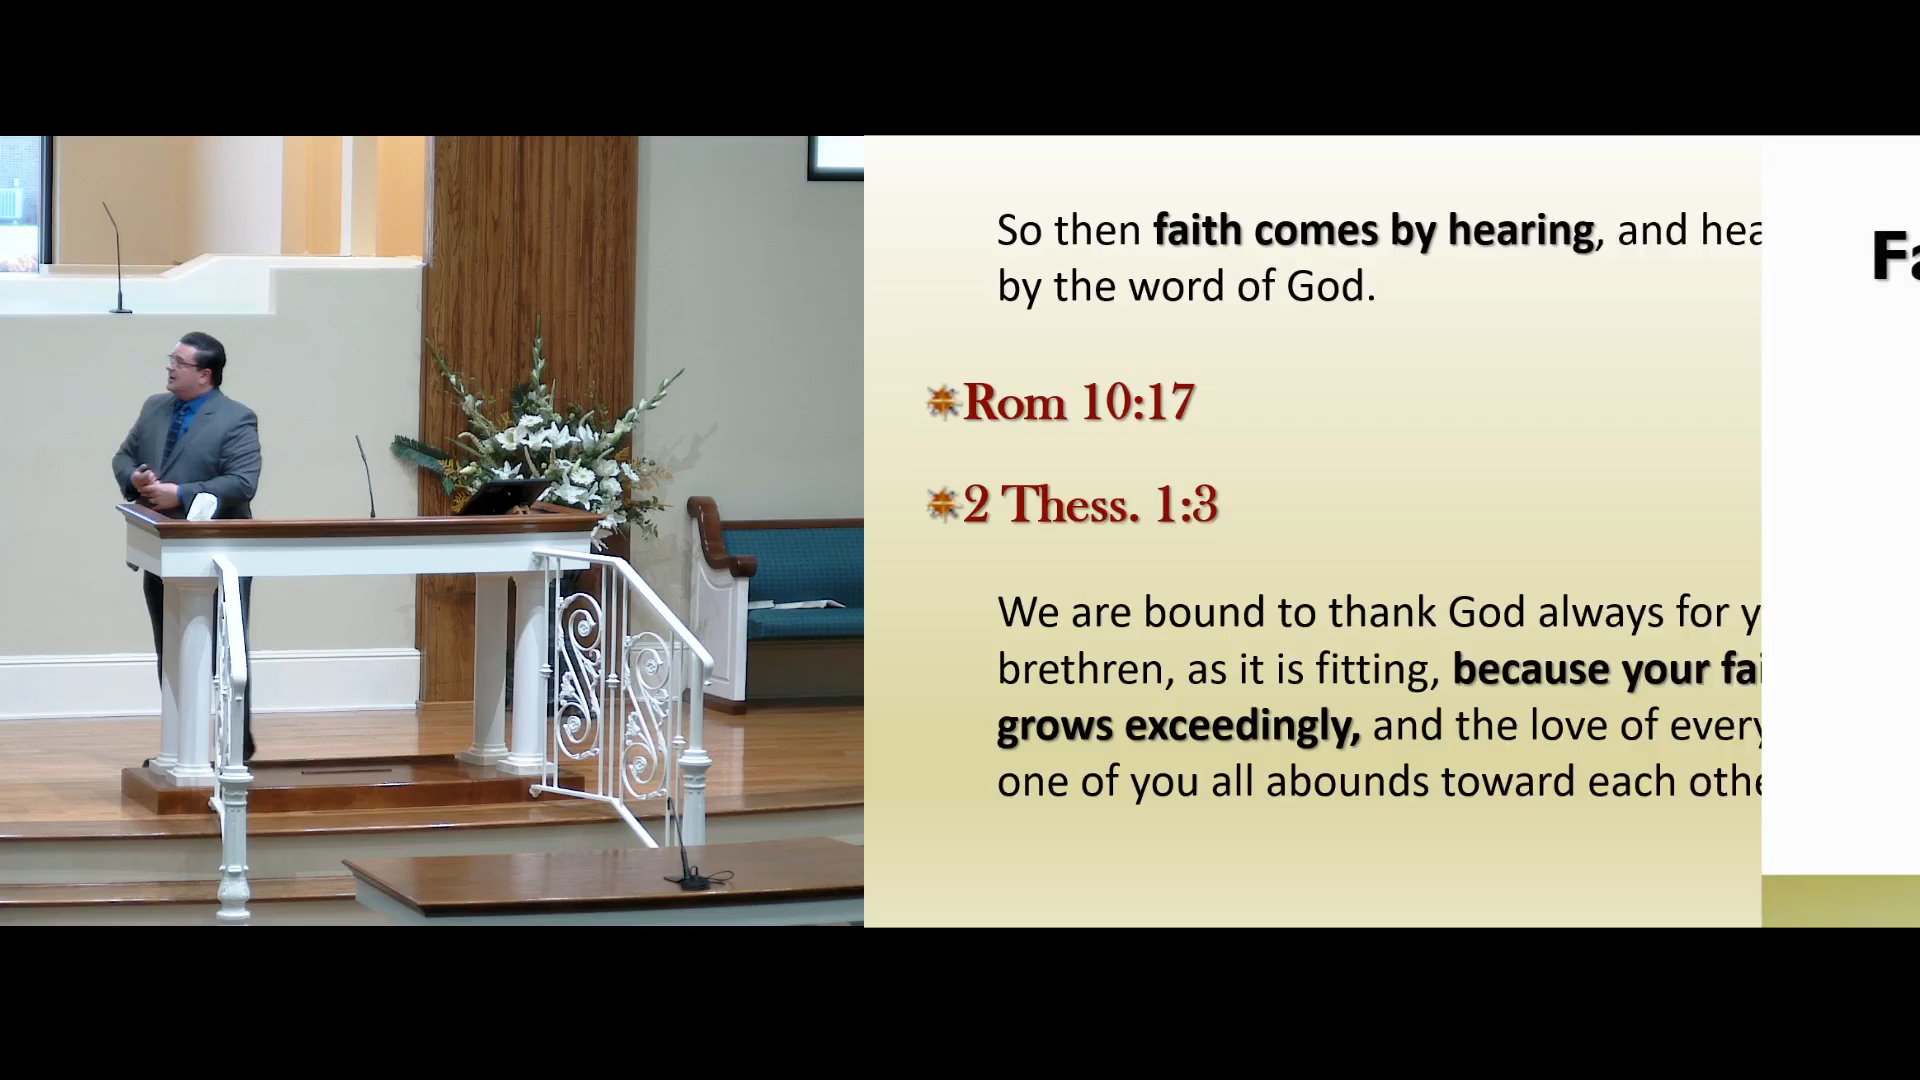 So then faith comes by hearing, and hea
by the word of God.
Rom 10:17
2 Thess. 1:3
We are bound to thank God always for y
brethren, as it is fitting, because your fai
grows exceedingly, and the love of every
one of you all abounds toward each othe
Fa